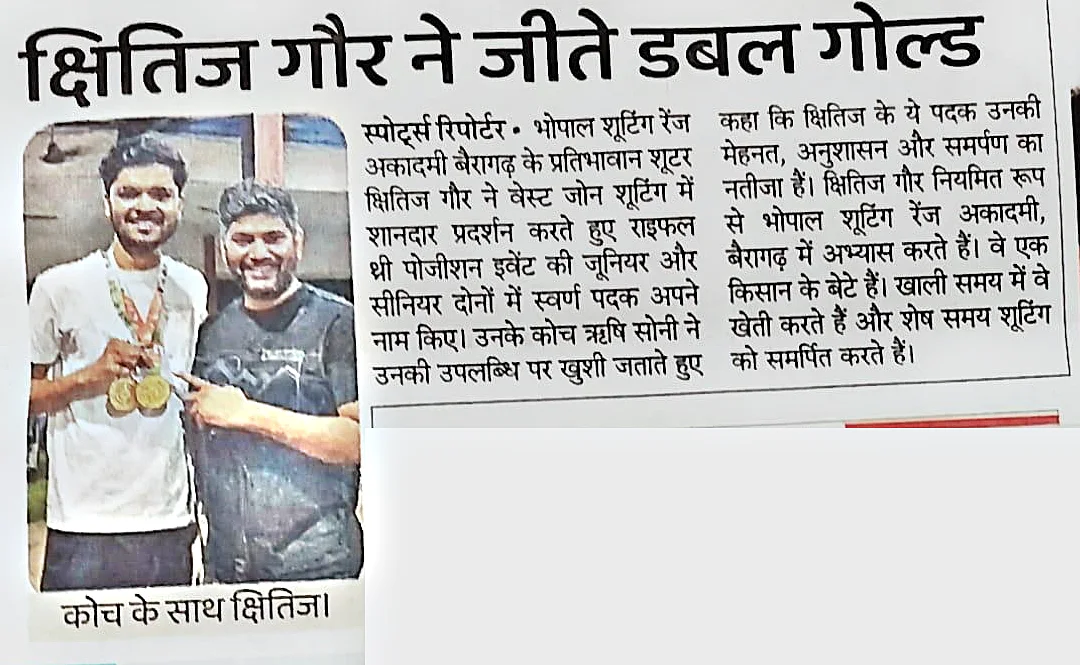 क्षितिज गौर ने जीते डबल गोल्ड
स्पोर्ट्स रिपोर्टर • भोपाल शूटिंग रेंज
अकादमी बैरागढ़ के प्रतिभावान शूटर
क्षितिज गौर ने वेस्ट जोन शूटिंग में
शानदार प्रदर्शन करते हुए राइफल
थ्री पोजीशन इवेंट की जूनियर और
सीनियर दोनों में स्वर्ण पदक अपने
नाम किए। उनके कोच ऋषि सोनी ने
उनकी उपलब्धि पर खुशी जताते हुए
कहा कि क्षितिज के ये पदक उनकी
मेहनत, अनुशासन और समर्पण का
नतीजा हैं। क्षितिज गौर नियमित रूप
से भोपाल शूटिंग रेंज अकादमी,
बैरागढ़ में अभ्यास करते हैं। वे एक
किसान के बेटे हैं। खाली समय में वे
खेती करते हैं और शेष समय शूटिंग
को समर्पित करते हैं।
कोच के साथ क्षितिज।